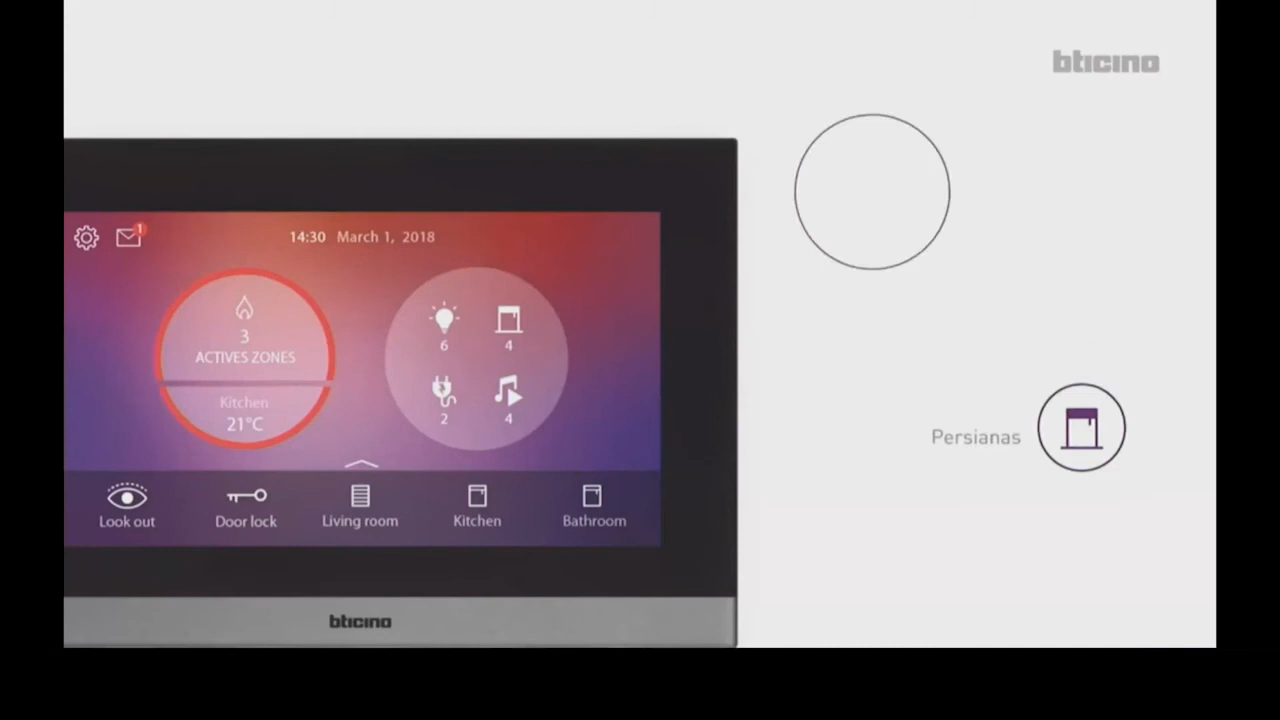 bticino
1
14:30 March 1, 2018
3
ACTIVES ZONES
Kitchen
21°C
6
4
2
4
Persianas
Look out
Door lock
Living room
Kitchen
Bathroom
bticino